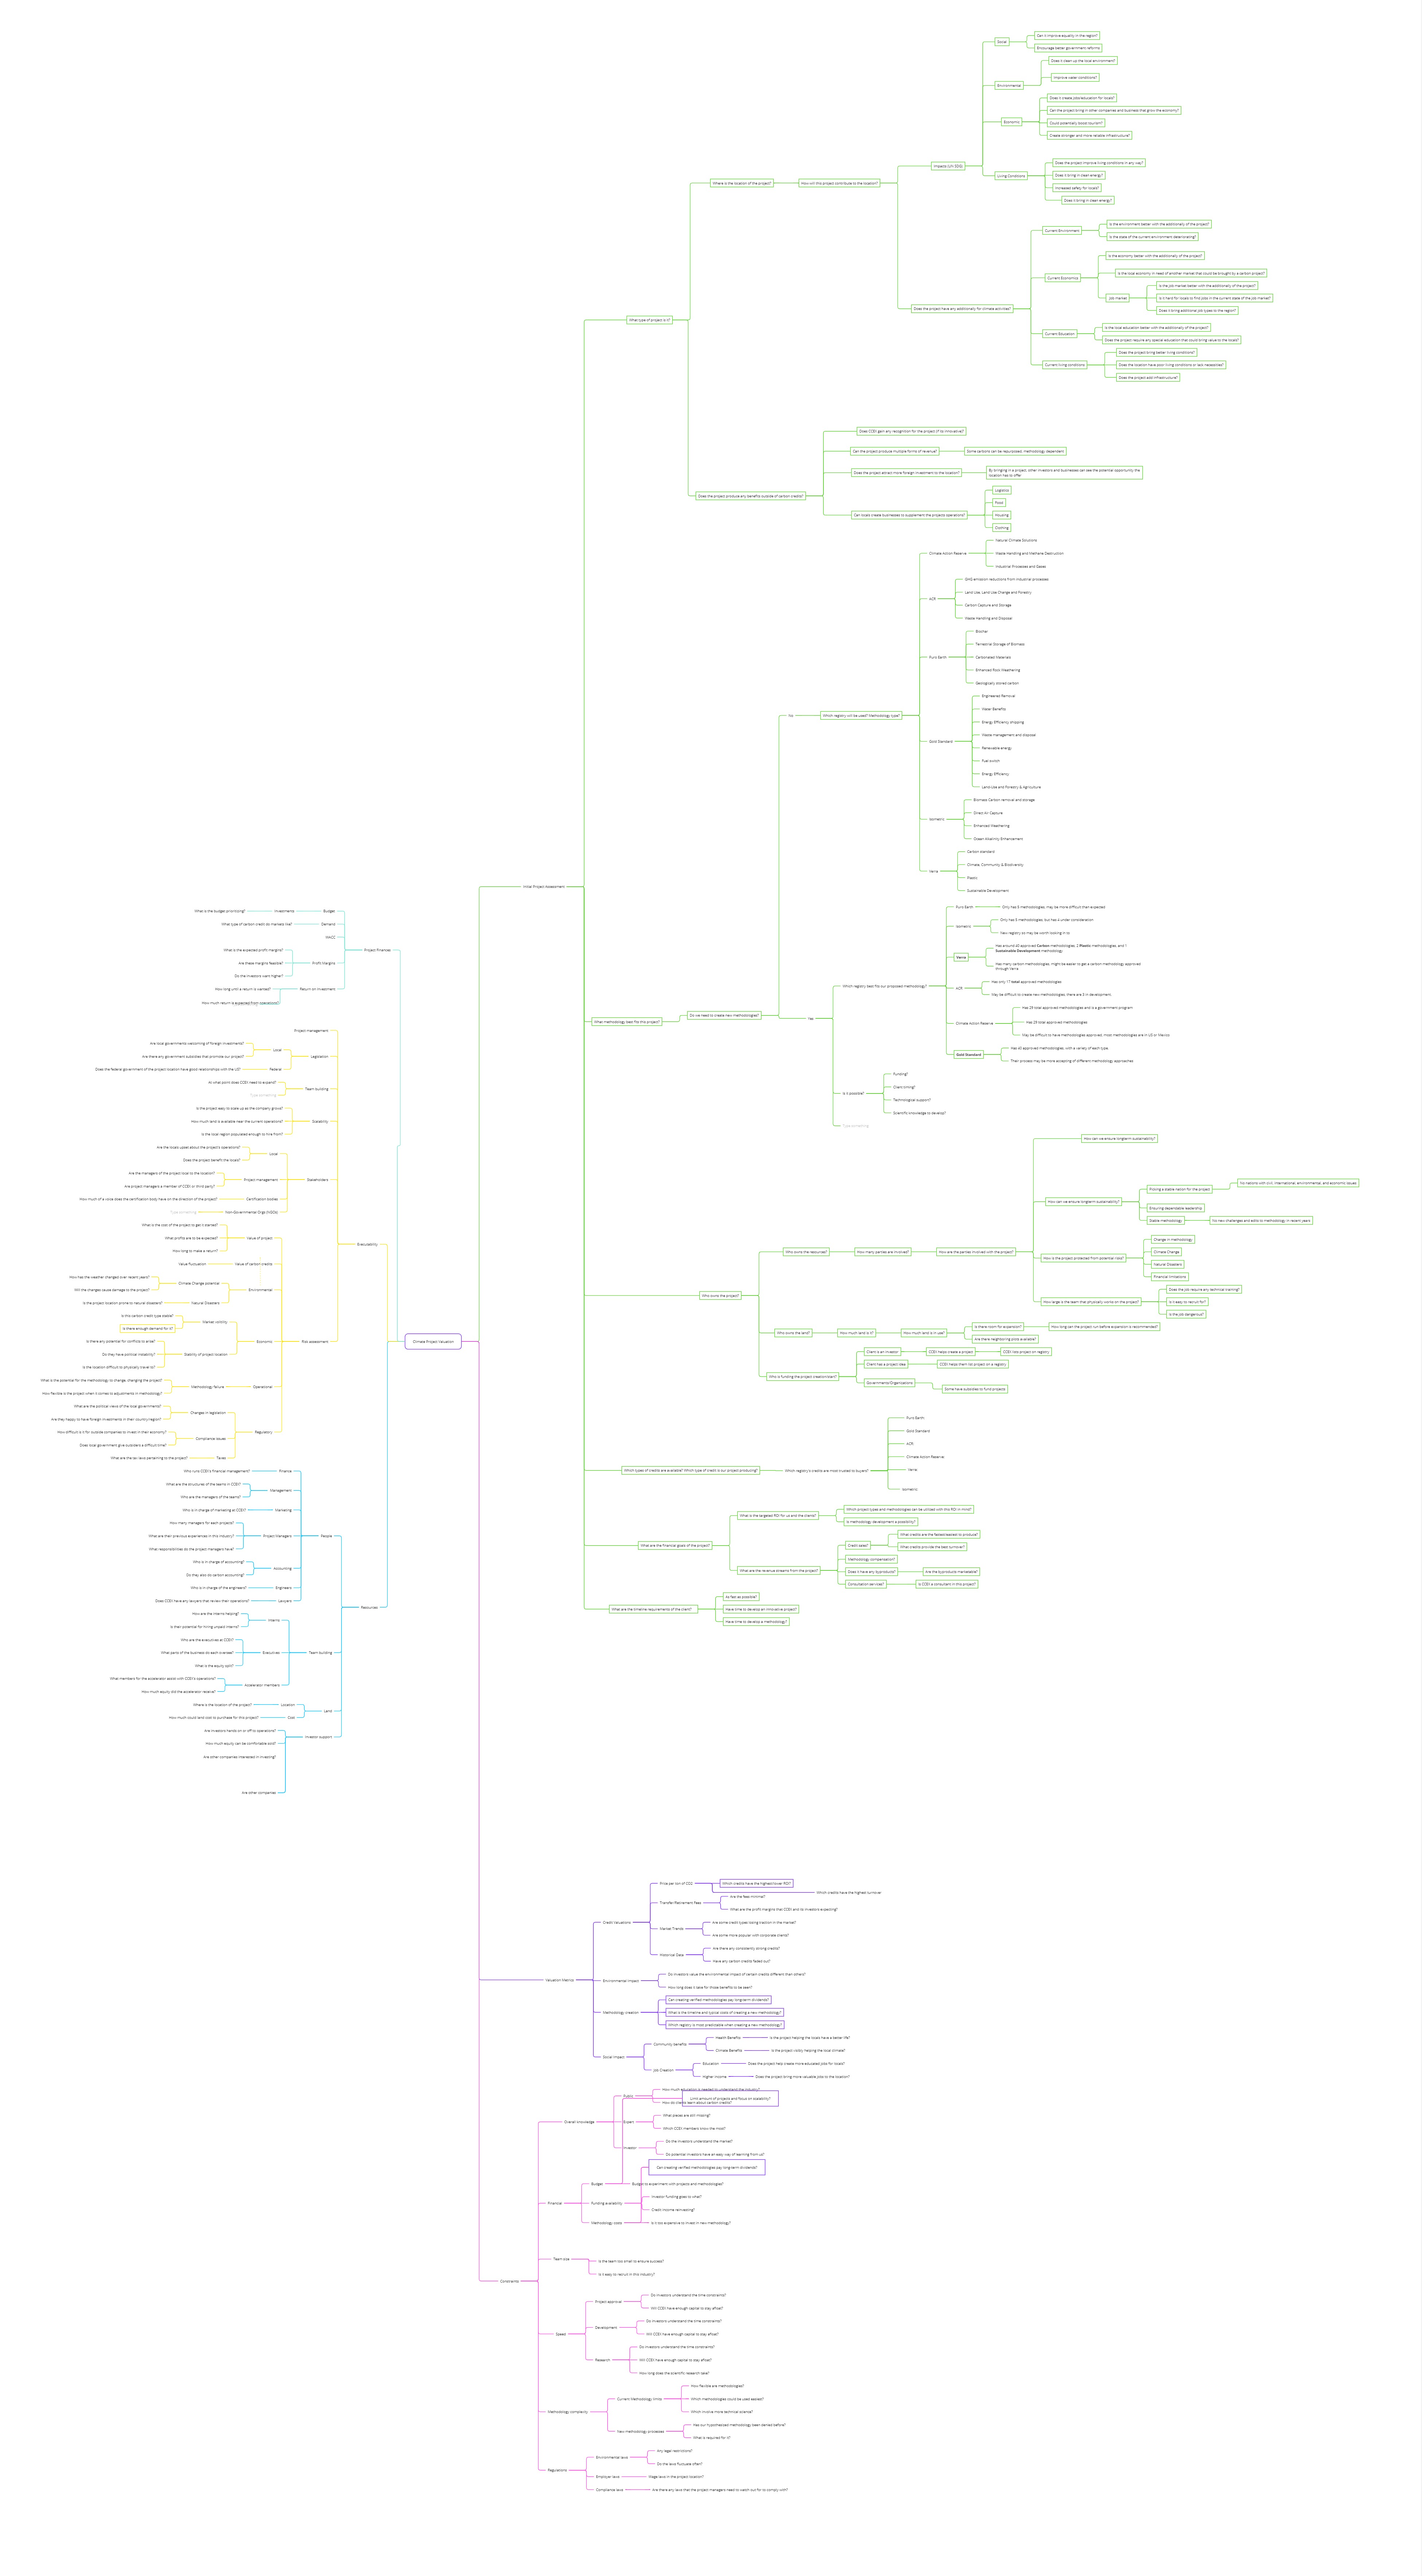 Climate Project Valuation
Initial Project Assessment
What type of project is it?
Where is the location of the project?
How will this project contribute to the location?
Impacts (UN SDG)
Social
Can it improve equality in the region?
Encourage better government reforms
Environmental
Does it clean up the local environment?
Improve water conditions?
Economic
Does it create jobs/education for locals?
Can the project bring in other companies and business that grow the economy?
Could potentially boost tourism?
Create stronger and more reliable infrastructure?
Living Conditions
Does the project improve living conditions in any way?
Does it bring in clean energy?
Increases safety for locals?
Does it bring in clean energy?
Does the project have any additionally for climate activities?
Current Environment
Is the environment better with the additionality of the project?
Is the state of the current environment deteriorating?
Current Economics
Is the economy better with the additionality of the project?
Is the local economy in need of another market that could be brought by a carbon project?
Job market
Is the job market better with the additionality of the project?
Is it hard for locals to find jobs in the current state of the job market?
Does it bring additional job types to the region?
Current Education
Is the local education better with the additionality of the project?
Does the project require any special education that could bring value to the locals?
Current living conditions
Does the project bring better living conditions?
Does the location have poor living conditions or lack necessities?
Does the project add infrastructure?
Does the project produce any benefits outside of carbon credits?
Does CCEX gain any recognition for the project (if its innovative)?
Can the project produce multiple forms of revenue?
Some carbons can be repurposed, methodology dependent
Does the project attract more foreign investment to the location?
By bringing in a project, other investors and businesses can see the potential opportunity the
location has to offer
Can locals create businesses to supplement the projects operations?
Logistics
Food
Housing
Clothing
What methodology best fits this project?
Do we need to create new methodologies?
No
Which registry will be used? Methodology type?
Climate Action Reserve
Natural Climate Solutions
Waste Handling and Methane Destruction
Industrial Processes and Gases
ACR
GHG emission reductions from industrial processes
Land Use, Land Use Change and Forestry
Carbon Capture and Storage
Waste Handling and Disposal
Puro Earth
Biochar
Terrestrial Storage of Biomass
Carbonated Materials
Enhanced Rock Weathering
Geologically stored carbon
Gold Standard
Engineered Removal
Water Benefits
Energy Efficiency shipping
Waste management and disposal
Renewable energy
Fuel switch
Energy Efficiency
Land Use and Forestry & Agriculture
Isometric
Biomass Carbon removal and storage
Direct Air Capture
Enhanced Weathering
Ocean Alkalinity Enhancement
Verra
Carbon standard
Climate, Community & Biodiversity
Plastic
Sustainable Development
Yes
Which registry best fits our proposed methodology?
Puro Earth
Only has 5 methodologies, may be more difficult than expected
Isometric
Only has 5 methodologies, but has 4 under consideration
New registry so may be worth looking in to
Verra
Has around 40 approved Carbon methodologies, 2 Plastic methodologies, and 1
Sustainable Development methodology
Has many carbon methodologies, might be easier to get a carbon methodology approved
through Verra
ACR
Has only 17 total approved methodologies
May be difficult to create new methodologies, there are 3 in development.
Climate Action Reserve
Has 25 total approved methodologies and is a government program
Has 25 total approved methodologies
May be difficult to have methodologies approved, most methodologies are in US or Mexico
Gold Standard
Has 40 approved methodologies, with a variety of each type
Their process may be more accepting of different methodology approaches
Is it possible?
Funding?
Client timing?
Technological support?
Scientific knowledge to develop?
Type something
Who owns the project?
Who owns the resources?
How many parties are involved?
How are the parties involved with the project?
How can we ensure longterm sustainability?
How can we ensure longterm sustainability?
Picking a stable nation for the project
No nations with civil, international, environmental, and economic issues
Ensuring dependable leadership
Stable methodology
No new challenges and edits to methodology in recent years
How is the project protected from potential risks?
Change in methodology
Climate Change
Natural Disasters
Financial limitations
How large is the team that physically works on the project?
Does the job require any technical training?
Is it easy to recruit for?
Is the job dangerous?
Who owns the land?
How much land is it?
How much land is in use?
Is there room for expansion?
How long can the project run before expansion is recommended?
Are there neighboring plots available?
Who is funding the project creation/start?
Client is an investor
CCEX helps create a project
CCEX lists project on registry
Client has a project idea
CCEX helps them list project on a registry
Governments/Organizations
Some have subsidies to fund projects
Which types of credits are available? Which type of credit is our project producing?
Which registry's credits are most trusted to buyers?
Puro Earth
Gold Standard
ACR
Climate Action Reserve
Verra
Isometric
What are the financial goals of the project?
What is the targeted ROI for us and the clients?
Which project types and methodologies can be utilized with this ROI in mind?
Is methodology development a possibility?
What are the revenue streams from the project?
Credit sales?
What credits are the fastest/easiest to produce?
What credits provide the best turnover?
Methodology compensation?
Does it have any byproducts?
Are the byproducts marketable?
Consultation services?
Is CCEX a consultant in this project?
What are the timeline requirements of the client?
As fast as possible?
Have time to develop an innovative project?
Have time to develop a methodology?
Project Finances
Budget
Investments
What is the budget prioritizing?
Demand
What type of carbon credit do markets like?
WACC
Profit Margins
What is the expected profit margins?
Are these margins feasible?
Do the investors want higher?
Return on Investment
How long until a return is wanted?
How much return is expected from operations?
Executability
Project management
Legislation
Local
Are local governments welcoming of foreign investments?
Are there any government subsidies that promote our project?
Federal
Does the federal government of the project location have good relationships with the US?
Team building
At what point does CCEX need to expand?
Type something
Scalability
Is the project easy to scale up as the company grows?
How much land is available near the current operations?
Is the local region populated enough to hire from?
Stakeholders
Local
Are the locals upset about the project's operations?
Does the project benefit the locals?
Project management
Are the managers of the project local to the location?
Are project managers a member of CCEX or third party?
Certification bodies
How much of a voice does the certification body have on the direction of the project?
Non-Governmental Orgs (NGOs)
Type something
Risk assessment
Value of project
What is the cost of the project to get it started?
What profits are to be expected?
How long to make a return?
Value of carbon credits
Value fluctuation
Environmental
Climate Change potential
How has the weather changed over recent years?
Will the changes cause damage to the project?
Natural Disasters
Is the project location prone to natural disasters?
Economic
Market volitility
Is this carbon credit type stable?
Is there enough demand for it?
Stability of project location
Is there any potential for conflicts to arise?
Do they have political instability?
Is the location difficult to physically travel to?
Operational
Methodology failure
What is the potential for the methodology to change, changing the project?
How flexible is the project when it comes to adjustments in methodology?
Regulatory
Changes in legislation
What are the political views of the local governments?
Are they happy to have foreign investments in their country/region?
Compliance issues
How difficult is it for outside companies to invest in their economy?
Does local government give outsiders a difficult time?
Taxes
What are the tax laws pertaining to the project?
Resources
People
Finance
Who runs CCEX's financial management?
Management
What are the structures of the teams in CCEX?
Who are the managers of the teams?
Marketing
Who is in charge of marketing at CCEX?
Project Managers
How many managers for each projects?
What are their previous experiences in this industry?
What responsibilities do the project managers have?
Accounting
Who is in charge of accounting?
Do they also do carbon accounting?
Engineers
Who is in charge of the engineers?
Lawyers
Does CCEX have any lawyers that review their operations?
Team building
Interns
How are the interns helping?
Is their potential for hiring unpaid interns?
Executives
Who are the executives at CCEX?
What parts of the business do each oversee?
What is the equity split?
Accelerator members
What members for the accelerator assist with CCEX's operations?
How much equity did the accelerator receive?
Land
Location
Where is the location of the project?
Cost
How much could land cost to purchase for this project?
Investor support
Are investors hands on or off to operations?
How much equity can be comfortable sold?
Are other companies interested in investing?
Are other companies
Valuation Metrics
Credit Valuations
Price per ton of CO2
Which credits have the highest/lower ROI?
Which credits have the highest turnover
Transfer/Retirement Fees
Are the fees minimal?
What are the profit margins that CCEX and its investors expecting?
Market Trends
Are some credit types losing traction in the market?
Are some more popular with corporate clients?
Historical Data
Are there any consistently strong credits?
Have any carbon credits faded out?
Environmental Impact
Do investors value the environmental impact of certain credits different than others?
How long does it take for those benefits to be seen?
Methodology creation
Can creating verified methodologies pay long-term dividends?
What is the timeline and typical costs of creating a new methodology?
Which registry is most predictable when creating a new methodology?
Social Impact
Community benefits
Health Benefits
Is the project helping the locals have a better life?
Climate Benefits
Is the project visibly helping the local climate?
Job Creation
Education
Does the project help create more educated jobs for locals?
Higher income
Does the project bring more valuable jobs to the location?
Constraints
Overall knowledge
Public
How much education is needed to understand the industry?
How do clients learn about carbon credits?
Limit amount of projects and focus on scalability?
Expert
What pieces are still missing?
Which CCEX members know the most?
Investor
Do the investors understand the market?
Do potential investors have an easy way of learning from us?
Can creating verified methodologies pay long-term dividends?
Financial
Budget
Budget to experiment with projects and methodologies?
Funding availability
Investor funding goes to what?
Credit income reinvesting?
Methodology costs
Is it too expensive to invest in new methodology?
Team size
Is the team too small to ensure success?
Is it easy to recruit in this industry?
Speed
Project approval
Do investors understand the time constraints?
Will CCEX have enough capital to stay afloat?
Development
Do investors understand the time constraints?
Will CCEX have enough capital to stay afloat?
Research
Do investors understand the time constraints?
Will CCEX have enough capital to stay afloat?
How long does the scientific research take?
Methodology complexity
Current Methodology limits
How flexible are methodologies?
Which methodologies could be used easiest?
Which involve more technical science?
New methodology processes
Has our hypothesized methodology been denied before?
What is required for it?
Regulations
Environmental laws
Any legal restrictions?
Do the laws fluctuate often?
Employer laws
Wage laws in the project location?
Compliance laws
Are there any laws that the project managers need to watch out for to comply with?